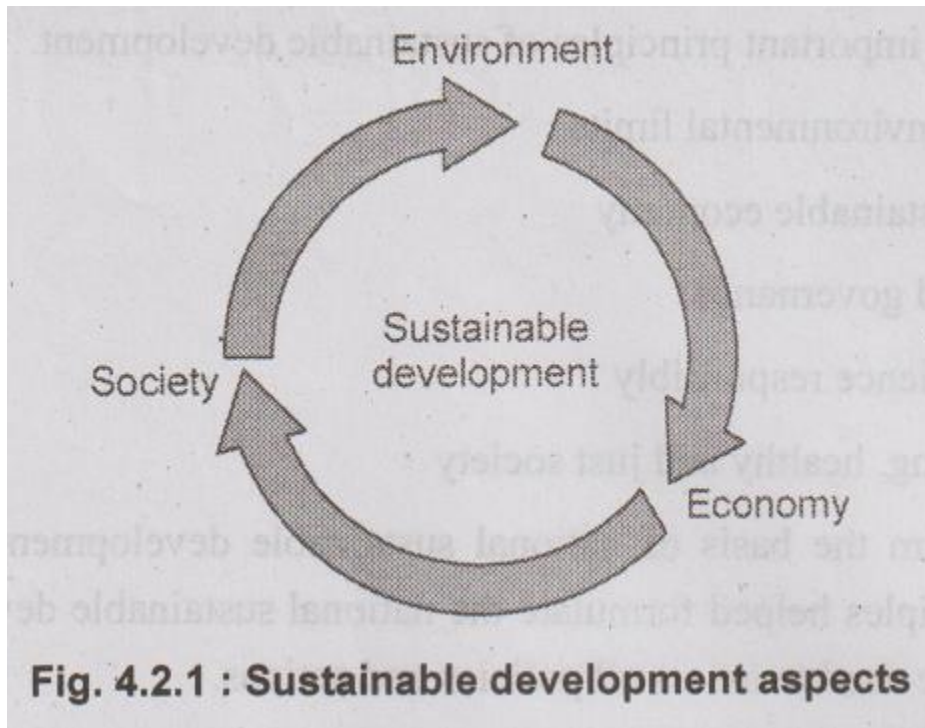 Environment
Sustainable
development
Society
Economy
Fig. 4.2.1 : Sustainable development aspects